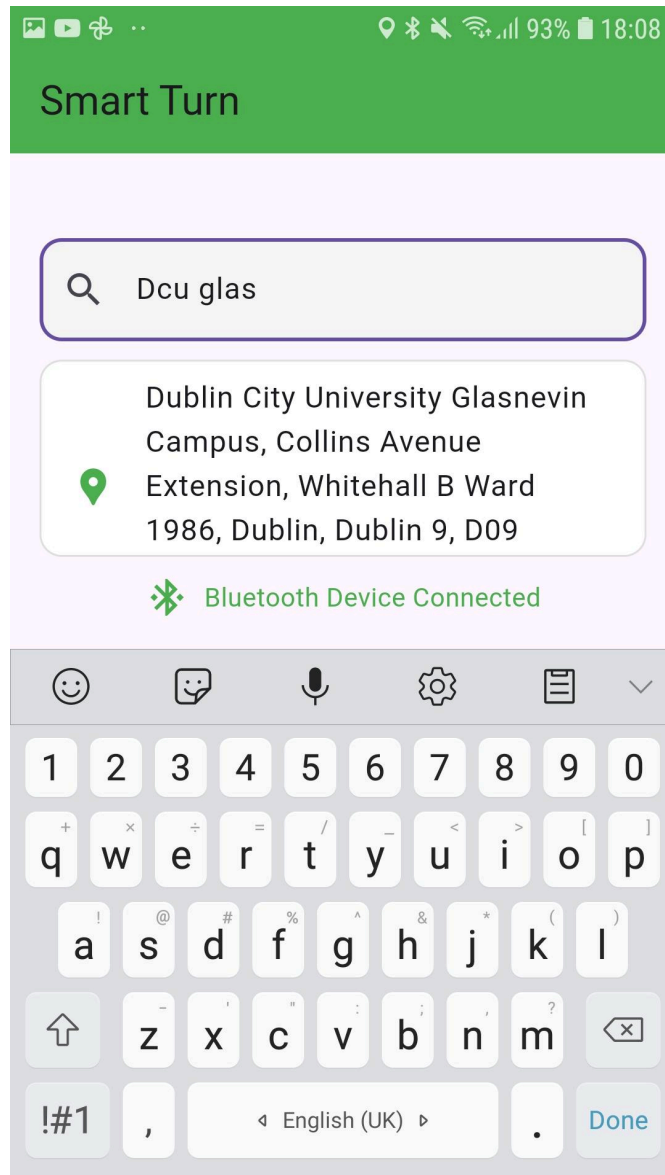 93% 18:08
Smart Turn
Dcu glas
Dublin City University Glasnevin
Campus, Collins Avenue
Extension, Whitehall B Ward
1986, Dublin, Dublin 9, D09
Bluetooth Device Connected
1 2 3 4 5 6 7 8 9 0
+ × ÷ = / _ < > [ ]
q w e r t y u i o p
! @ # % ^ & * ( )
a s d f g h j k l
- ' " : ; , ?
z x c v b n m
!#1 , English (UK) . Done